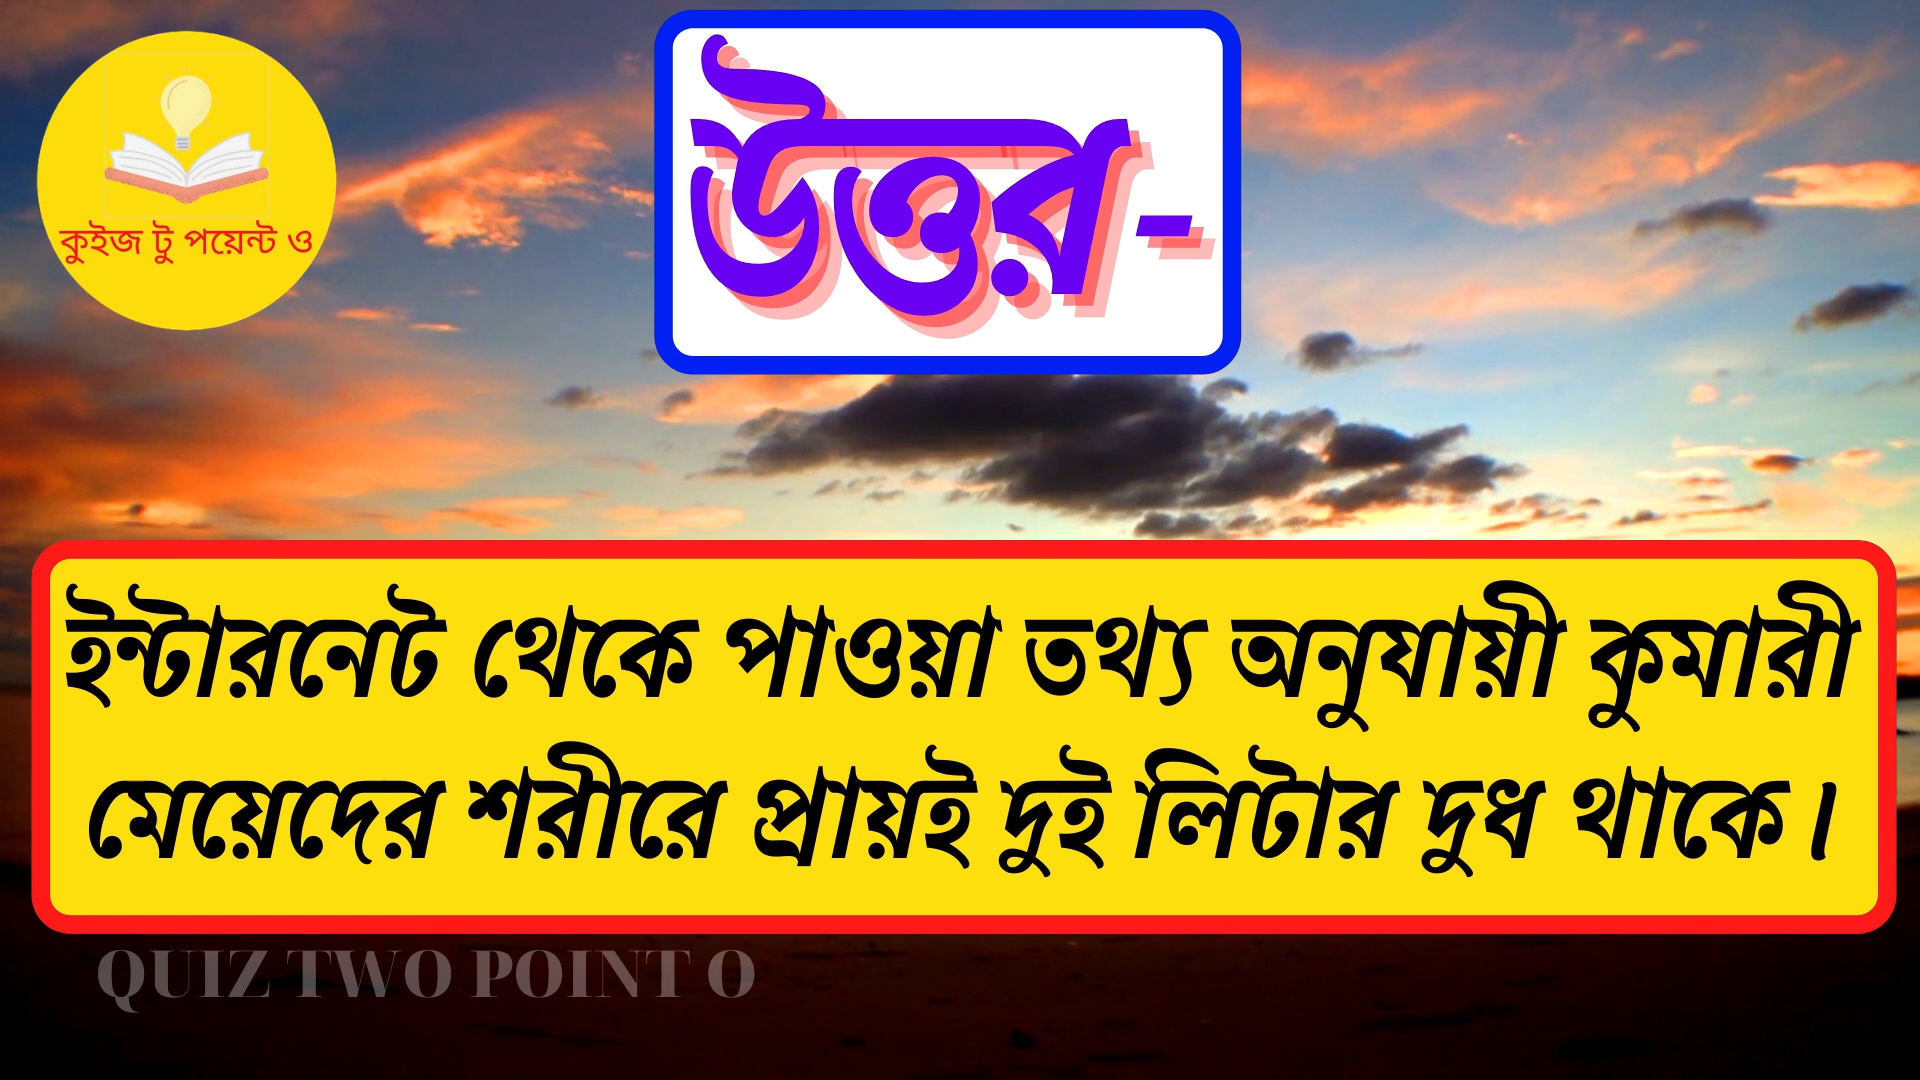 কুইজ টু পয়েন্ট ও
উত্তর-
ইন্টারনেট থেকে পাওয়া তথ্য অনুযায়ী কুমারী
মেয়েদের শরীরে প্রায়ই দুই লিটার দুধ থাকে।
QUIZ TWO POINT O